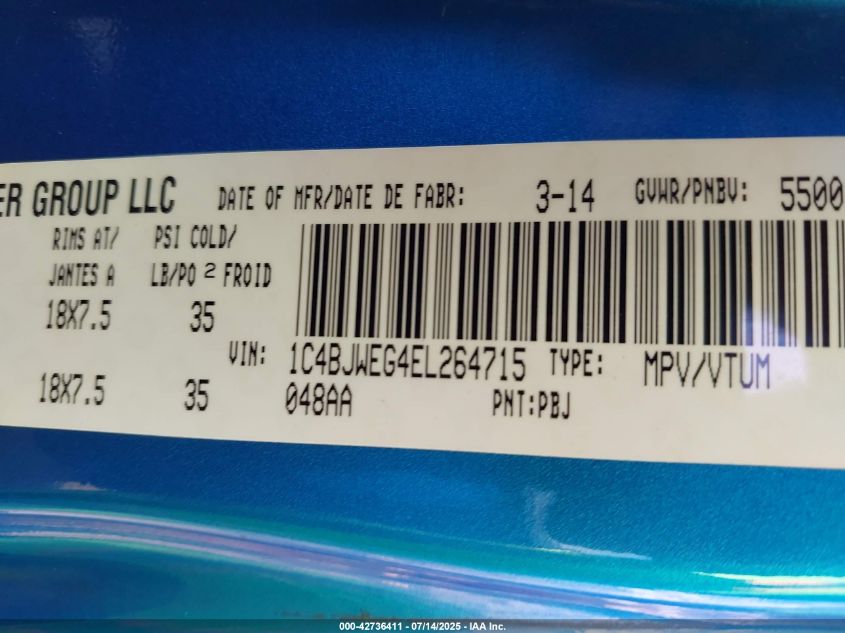 ER GROUP LLC DATE OF MFR/DATE DE FABR: 3-14 GVWR/PNBV: 5500
RIMS AT/ PSI COLD/
JANTES A LB/PO 2 FROID
18X7.5 35
VIN: 1C4BJWEG4EL264715 TYPE: MPV/VTUM
18X7.5 35 048AA PNT:PBJ
000-42736411 - 07/14/2025 - IAA Inc.